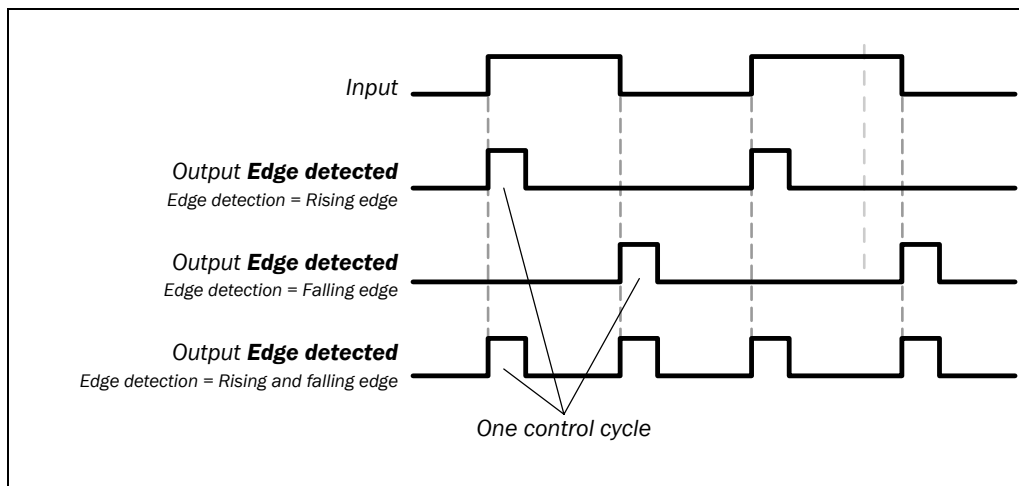 Input
Output Edge detected
Edge detection = Rising edge
Output Edge detected
Edge detection = Falling edge
Output Edge detected
Edge detection = Rising and falling edge
One control cycle